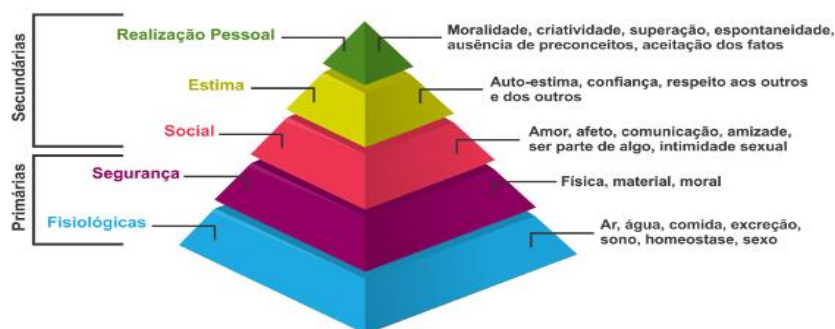 Secundárias
Realização Pessoal
Moralidade, criatividade, superação, espontaneidade,
ausência de preconceitos, aceitação dos fatos
Estima
Auto-estima, confiança, respeito aos outros
e dos outros
Social
Amor, afeto, comunicação, amizade,
ser parte de algo, intimidade sexual
Primárias
Segurança
Física, material, moral
Fisiológicas
Ar, água, comida, excreção,
sono, homeostase, sexo